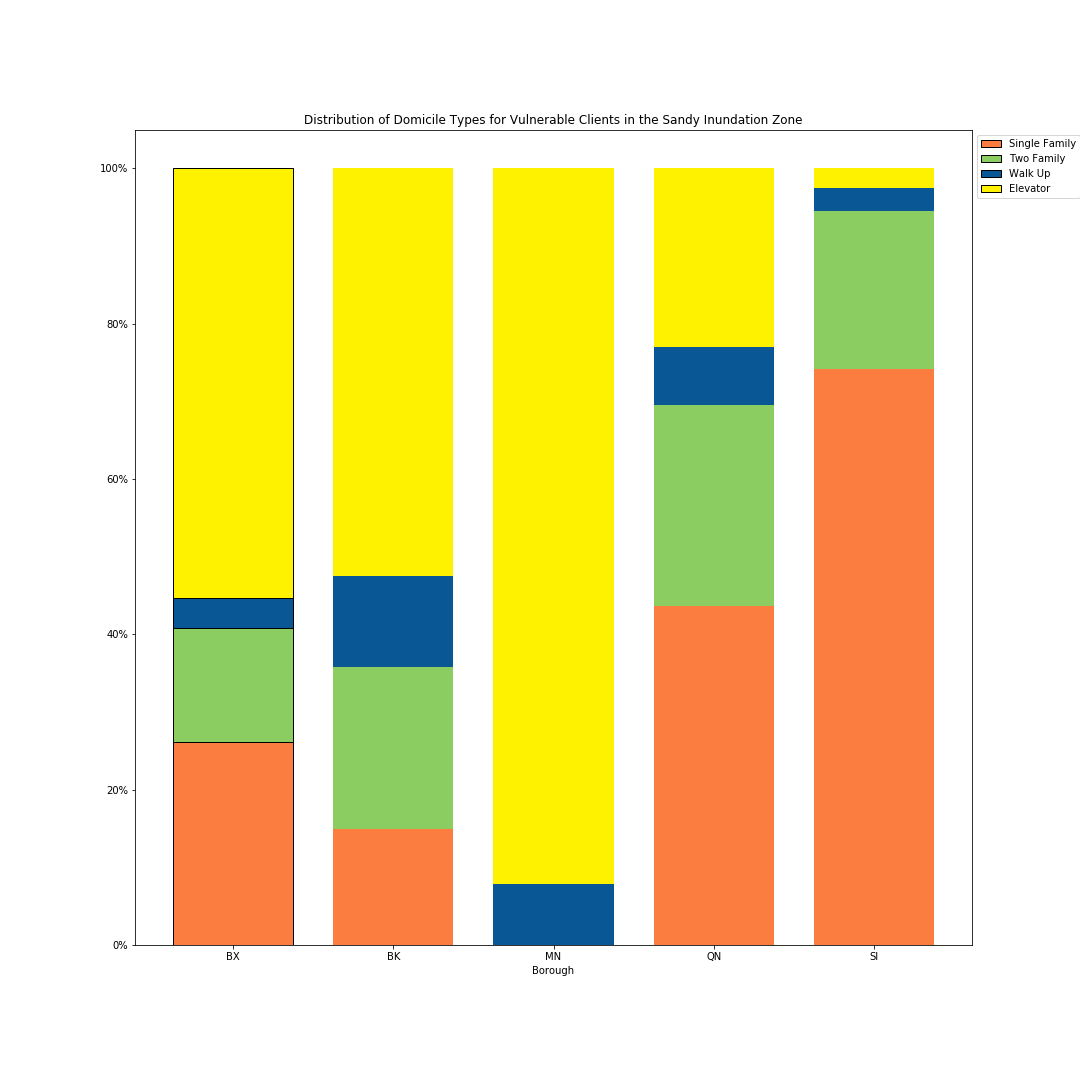 Distribution of Domicile Types for Vulnerable Clients in the Sandy Inundation Zone
Single Family
Two Family
Walk Up
Elevator
100%
80%
60%
40%
20%
0%
BX BK MN QN SI
Borough